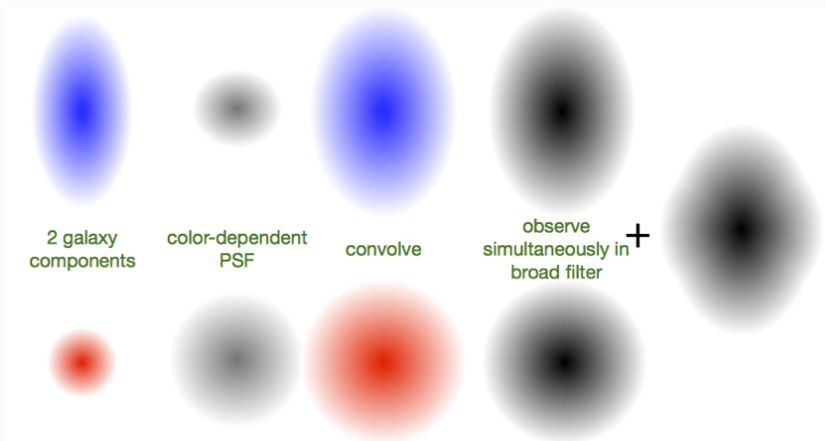 2 galaxy
components
color-dependent
PSF
convolve
observe
simultaneously in
broad filter
+